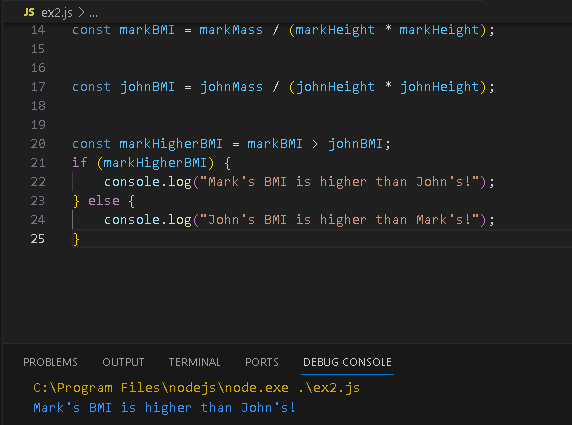 JS ex2.js > ...
14 const markBMI = markMass / (markHeight * markHeight);
15
16
17 const johnBMI = johnMass / (johnHeight * johnHeight);
18
19
20 const markHigherBMI = markBMI > johnBMI;
21 if (markHigherBMI) {
22 console.log("Mark's BMI is higher than John's!");
23 } else {
24 console.log("John's BMI is higher than Mark's!");
25 }
PROBLEMS OUTPUT TERMINAL PORTS DEBUG CONSOLE
C:\Program Files\nodejs\node.exe .\ex2.js
Mark's BMI is higher than John's!